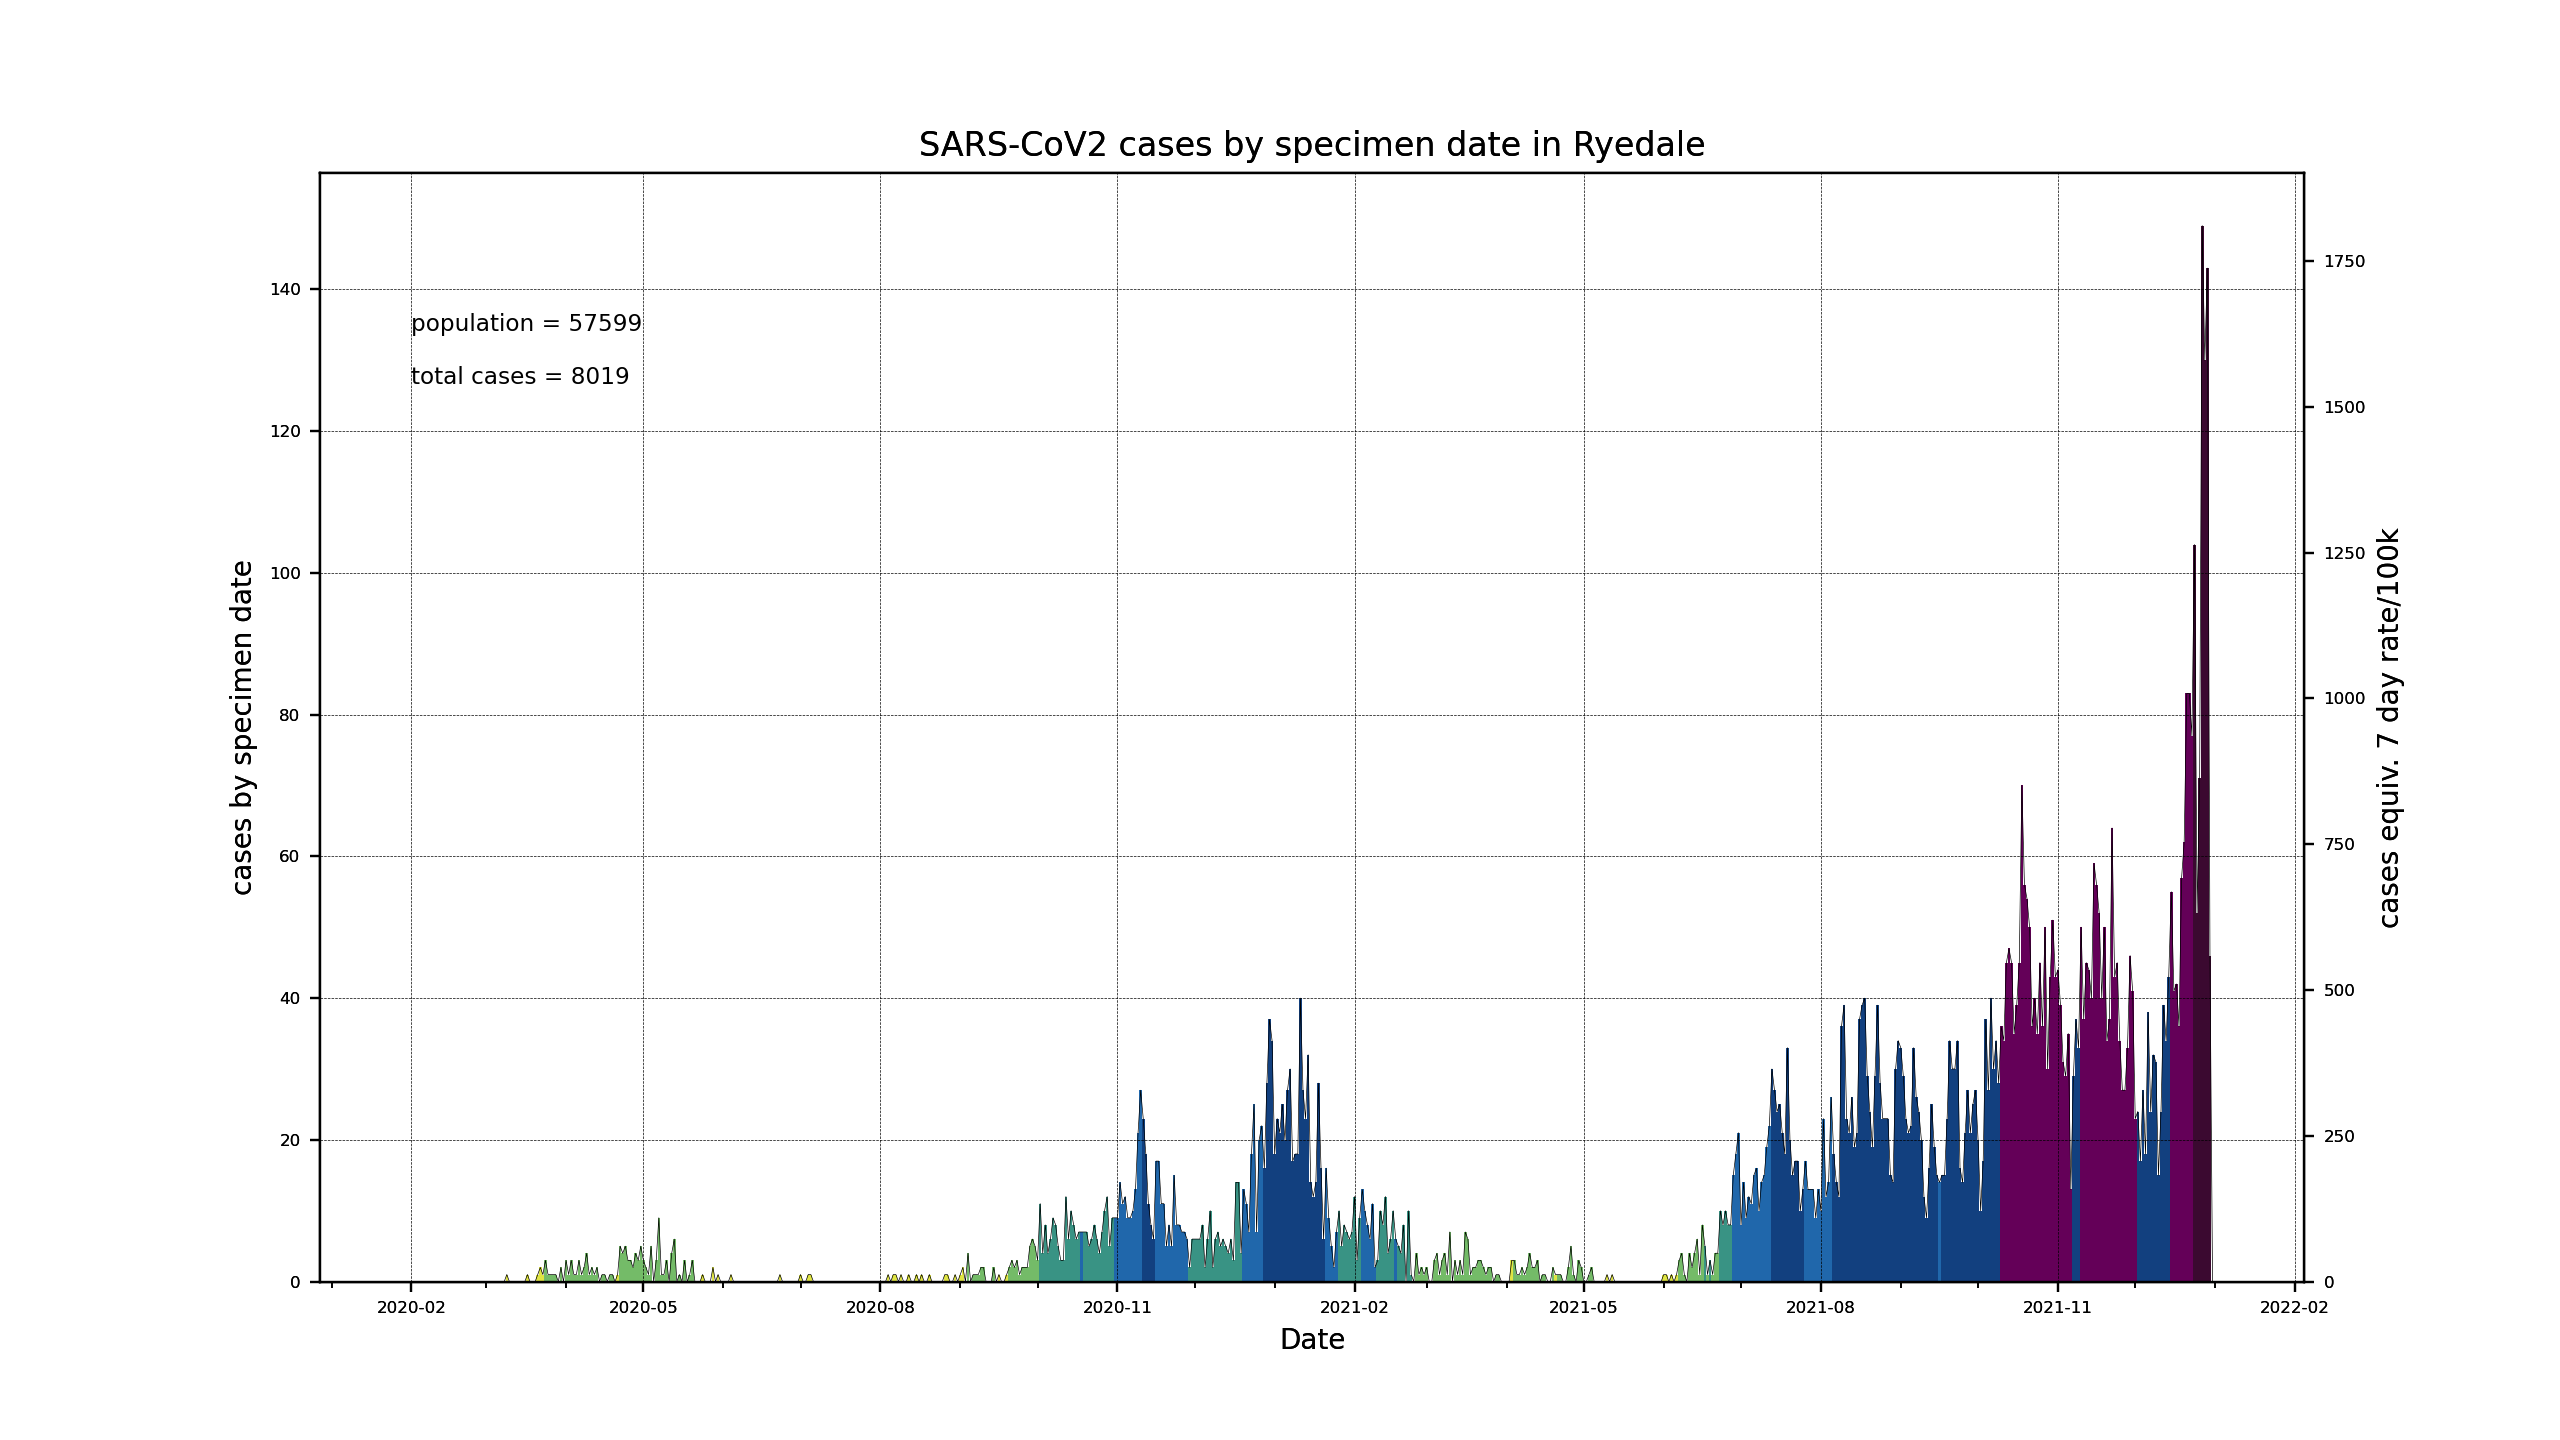 SARS-CoV2 cases by specimen date in Ryedale
population = 57599
total cases = 8019
cases by specimen date
140
120
100
80
60
40
20
0
1750
1500
1250
1000
750
500
250
0
cases equiv. 7 day rate/100k
2020-02 2020-05 2020-08 2020-11 2021-02 2021-05 2021-08 2021-11 2022-02
Date